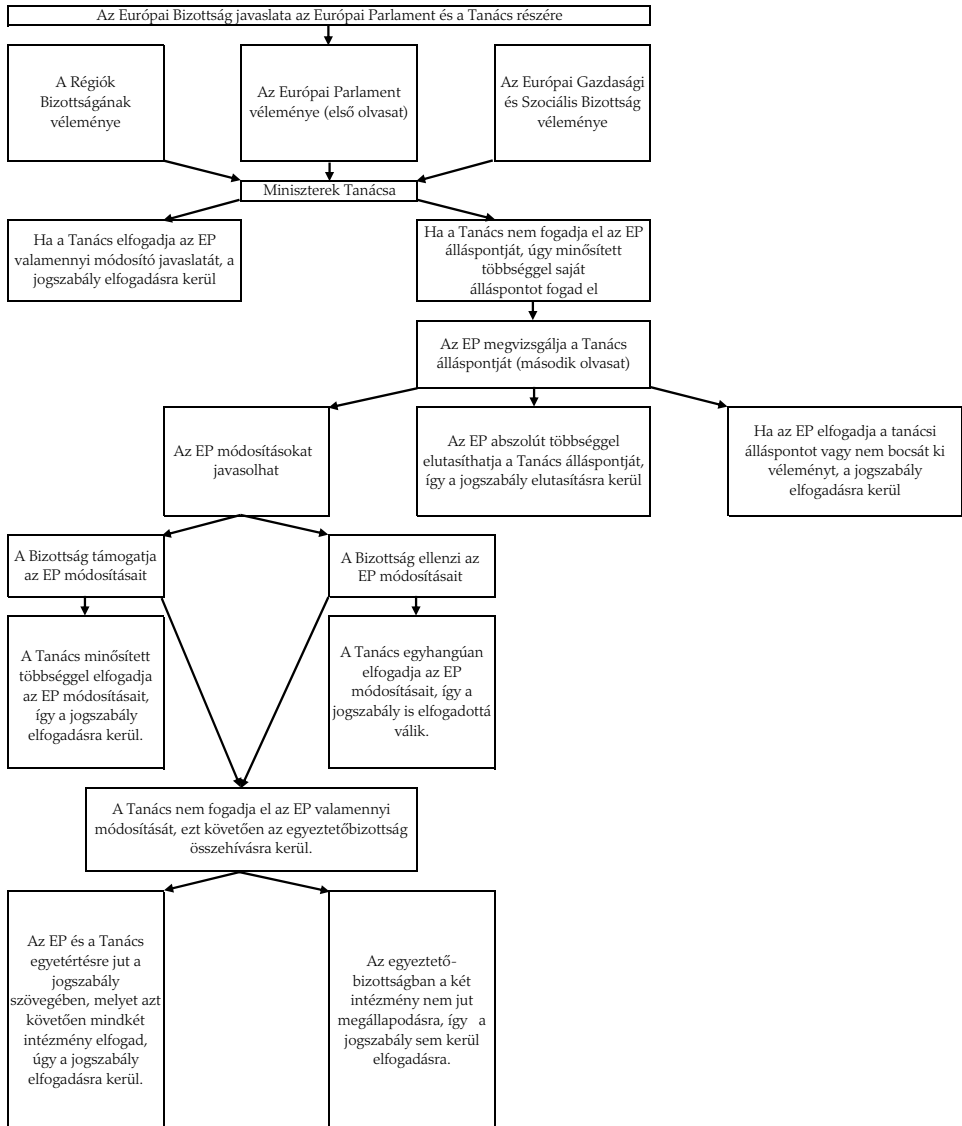 Az Európai Bizottság javaslata az Európai Parlament és a Tanács részére
A Régiók
Bizottságának
véleménye
Az Európai Parlament
véleménye (első olvasat)
Az Európai Gazdasági
és Szociális Bizottság
véleménye
Miniszterek Tanácsa
Ha a Tanács elfogadja az EP
valamennyi módosító javaslatát, a
jogszabály elfogadásra kerül
Ha a Tanács nem fogadja el az EP
álláspontját, úgy minősített
többséggel saját
álláspontot fogad el
Az EP megvizsgálja a Tanács
álláspontját (második olvasat)
Az EP módosításokat
javasolhat
Az EP abszolút többséggel
elutasíthatja a Tanács álláspontját,
így a jogszabály elutasításra kerül
Ha az EP elfogadja a tanácsi
álláspontot vagy nem bocsát ki
véleményt, a jogszabály
elfogadásra kerül
A Bizottság támogatja
az EP módosításait
A Bizottság ellenzi az
EP módosításait
A Tanács minősített
többséggel elfogadja
az EP módosításait,
így a jogszabály
elfogadásra kerül.
A Tanács egyhangúan
elfogadja az EP
módosításait, így a
jogszabály is elfogadottá
válik.
A Tanács nem fogadja el az EP valamennyi
módosítását, ezt követően az egyeztetőbizottság
összehívásra kerül.
Az EP és a Tanács
egyetértésre jut a
jogszabály
szövegében, melyet azt
követően mindkét
intézmény elfogad,
úgy a jogszabály
elfogadásra kerül.
Az egyeztető-
bizottságban a két
intézmény nem jut
megállapodásra, így a
jogszabály sem kerül
elfogadásra.